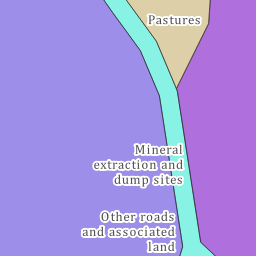 Pastures
Mineral
extraction and
dump sites
Other roads
and associated
land